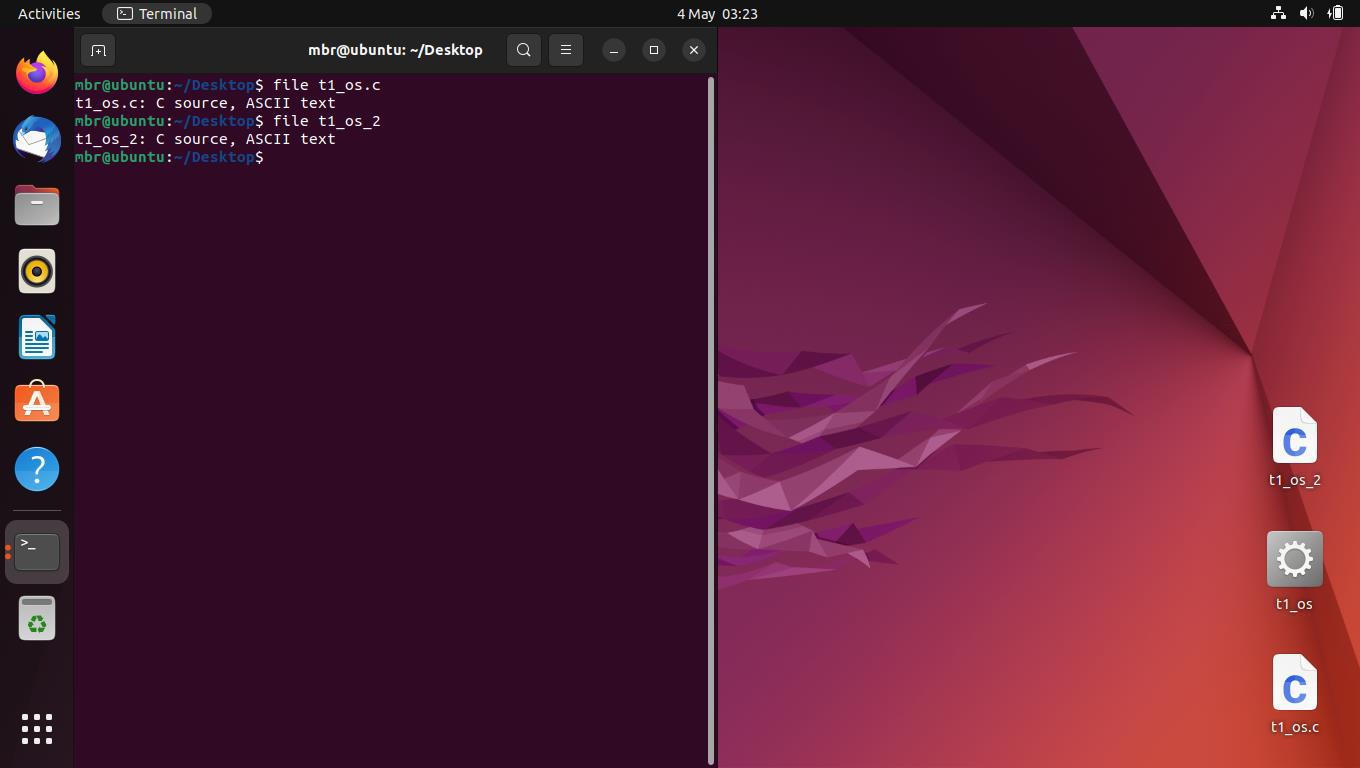 Activities
Terminal
4 May 03:23
mbr@ubuntu: ~/Desktop
mbr@ubuntu:~/Desktop$ file t1_os.c
t1_os.c: C source, ASCII text
mbr@ubuntu:~/Desktop$ file t1_os_2
t1_os_2: C source, ASCII text
mbr@ubuntu:~/Desktop$
t1_os_2
t1_os
t1_os.c